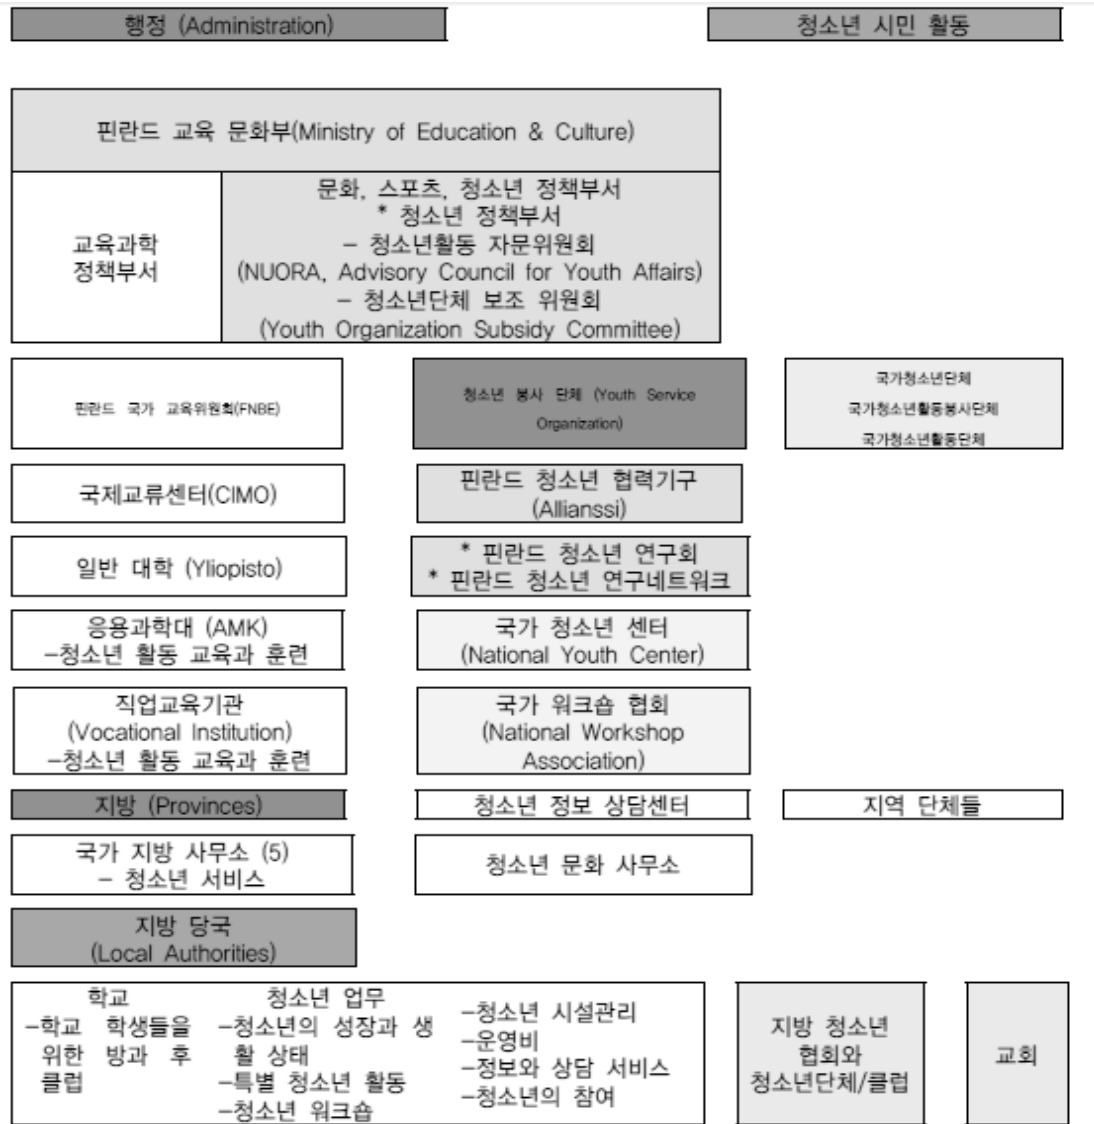 행정 (Administration)
청소년 시민 활동
핀란드 교육 문화부(Ministry of Education & Culture)
교육과학
정책부서
문화, 스포츠, 청소년 정책부서
* 청소년 정책부서
- 청소년활동 자문위원회
(NUORA, Advisory Council for Youth Affairs)
- 청소년단체 보조 위원회
(Youth Organization Subsidy Committee)
핀란드 국가 교육위원회(FNBE)
청소년 봉사 단체 (Youth Service
Organization)
국가청소년단체
국가청소년활동봉사단체
국가청소년활동단체
국제교류센터(CIMO)
핀란드 청소년 협력기구
(Allianssi)
일반 대학 (Yliopisto)
* 핀란드 청소년 연구회
* 핀란드 청소년 연구네트워크
응용과학대 (AMK)
-청소년 활동 교육과 훈련
국가 청소년 센터
(National Youth Center)
직업교육기관
(Vocational Institution)
-청소년 활동 교육과 훈련
국가 워크숍 협회
(National Workshop
Association)
지방 (Provinces)
청소년 정보 상담센터
지역 단체들
국가 지방 사무소 (5)
- 청소년 서비스
청소년 문화 사무소
지방 당국
(Local Authorities)
학교
-학교 학생들을
위한 방과 후
클럽
청소년 업무
-청소년의 성장과 생
활 상태
-특별 청소년 활동
-청소년 워크숍
-청소년 시설관리
-운영비
-정보와 상담 서비스
-청소년의 참여
지방 청소년
협회와
청소년단체/클럽
교회